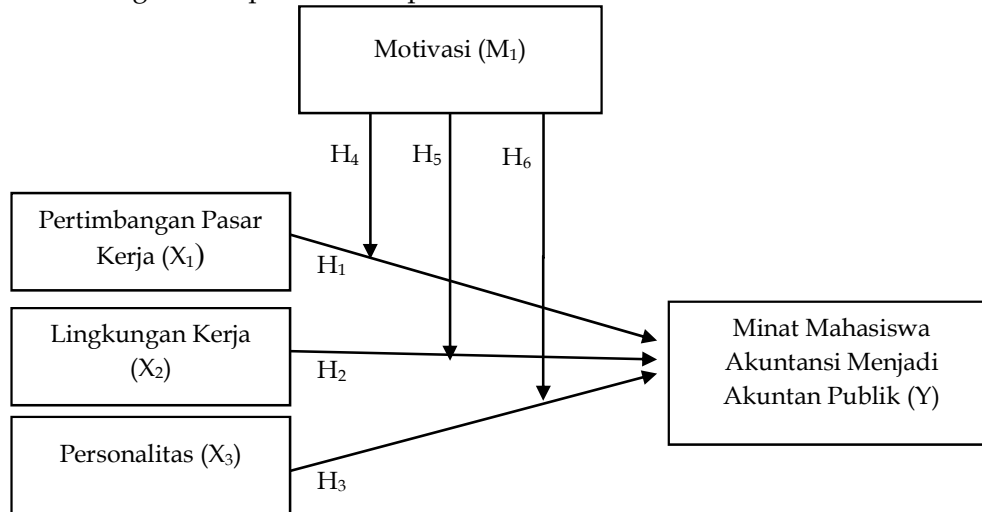 Motivasi (M₁)
H₄
H₅
H₆
Pertimbangan Pasar
Kerja (X₁)
H₁
Lingkungan Kerja
(X₂)
H₂
Personalitas (X₃)
H₃
Minat Mahasiswa
Akuntansi Menjadi
Akuntan Publik (Y)